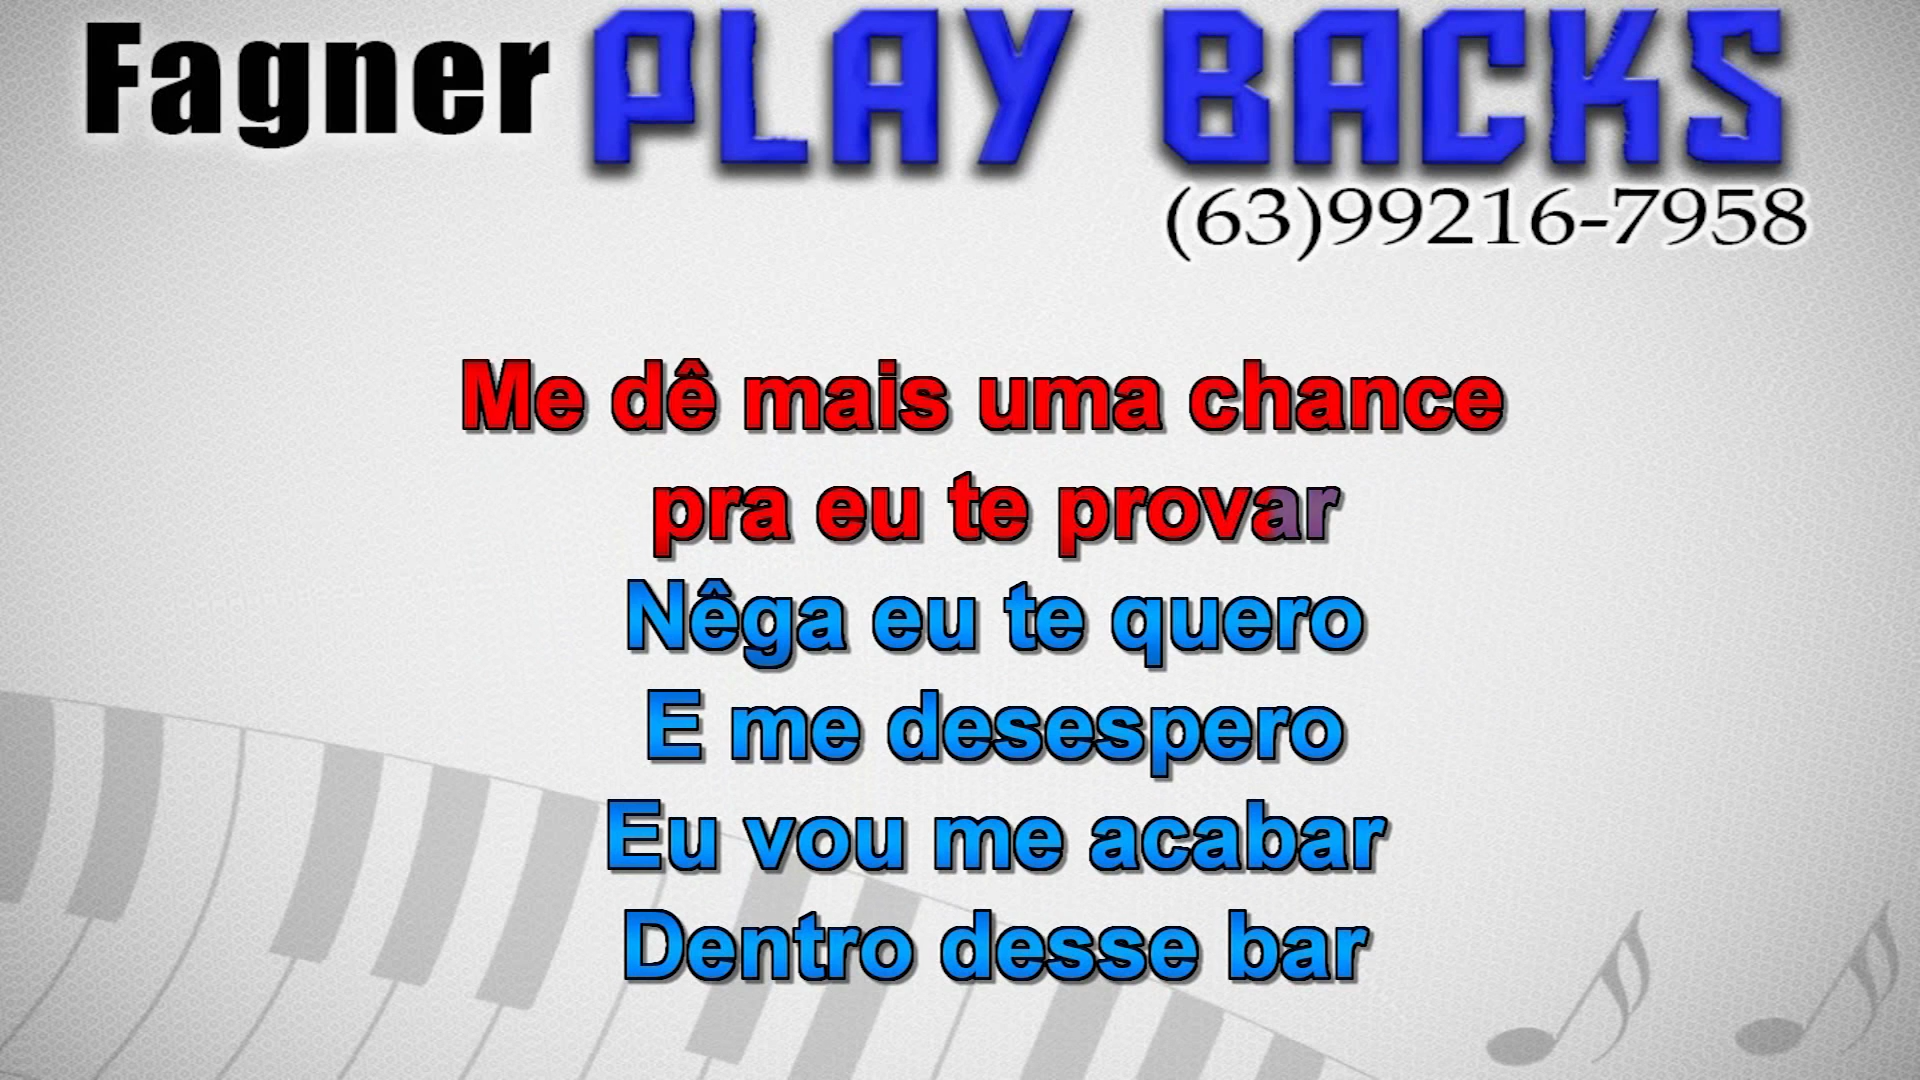 Fagner PLAY BACKS
(63)99216-7958
Me dê mais uma chance
pra eu te provar
Nêga eu te quero
E me desespero
Eu vou me acabar
Dentro desse bar